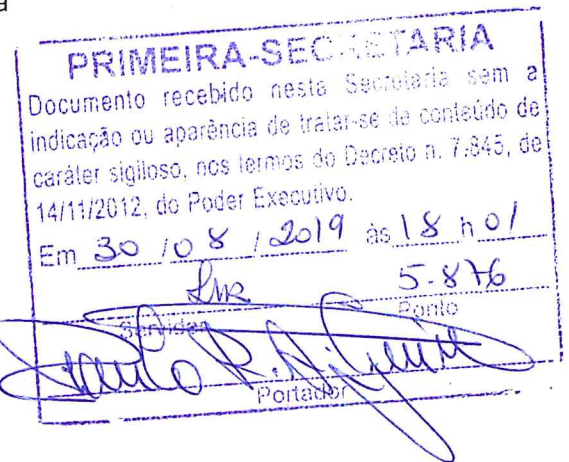 a
PRIMEIRA-SECRETARIA
Documento recebido nesta Secretaria sem a
indicação ou aparência de tratar-se de conteúdo de
caráter sigiloso, nos termos do Decreto n. 7.845, de
14/11/2012, do Poder Executivo.
Em 30 / 08 / 2019 às 18 h 01
5-876
Servidor Ponto
Portador